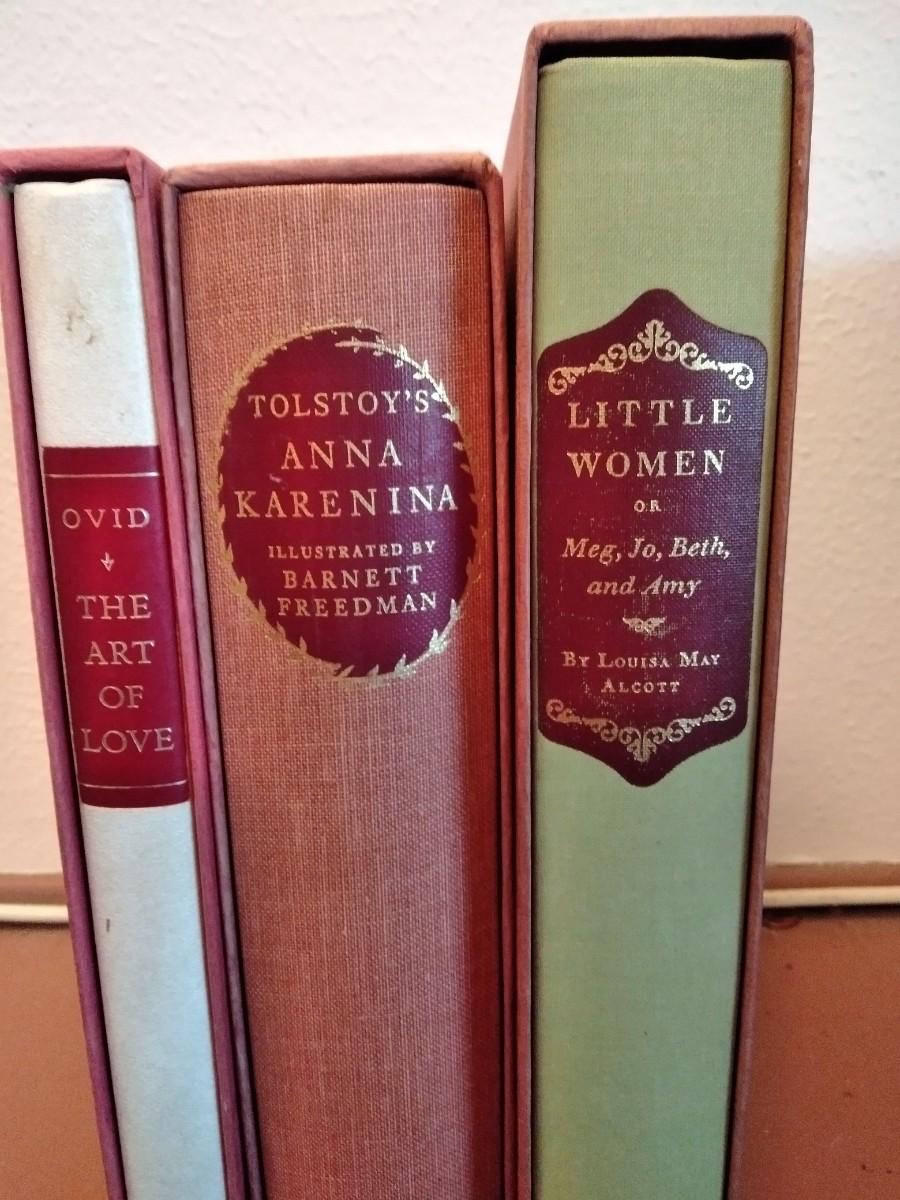 OVID
THE
ART
OF
LOVE
TOLSTOY'S
ANNA
KARENINA
ILLUSTRATED BY
BARNETT
FREEDMAN
LITTLE
WOMEN
OR
Meg, Jo, Beth,
and Amy
BY LOUISA MAY
ALCOTT